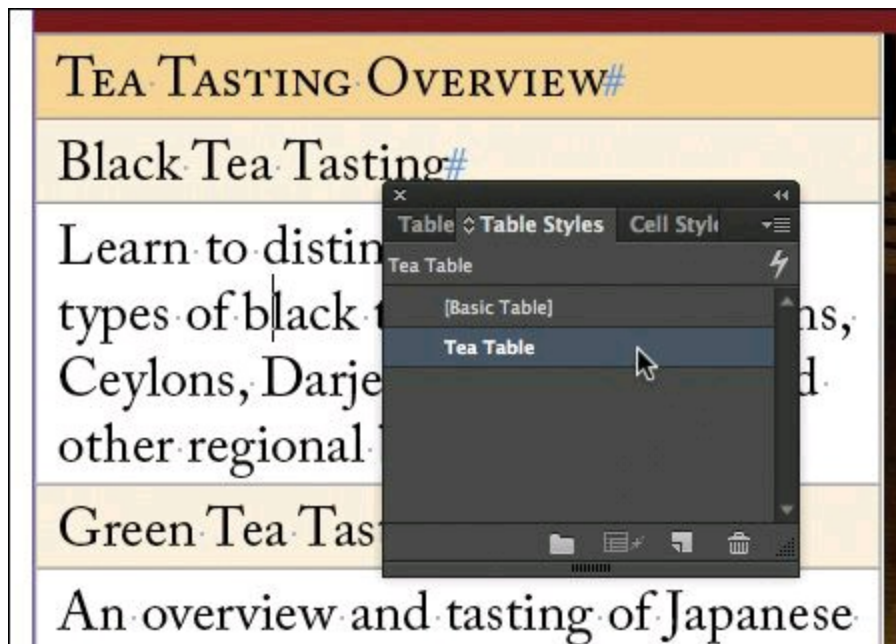 TEA TASTING OVERVIEW#
Black Tea Tasting#
Learn to distin
types of black t
ns,
Ceylons, Darje
d
other regional
Green Tea Tas
An overview and tasting of Japanese
Table
Table Styles
Cell Styl
Tea Table
[Basic Table]
Tea Table